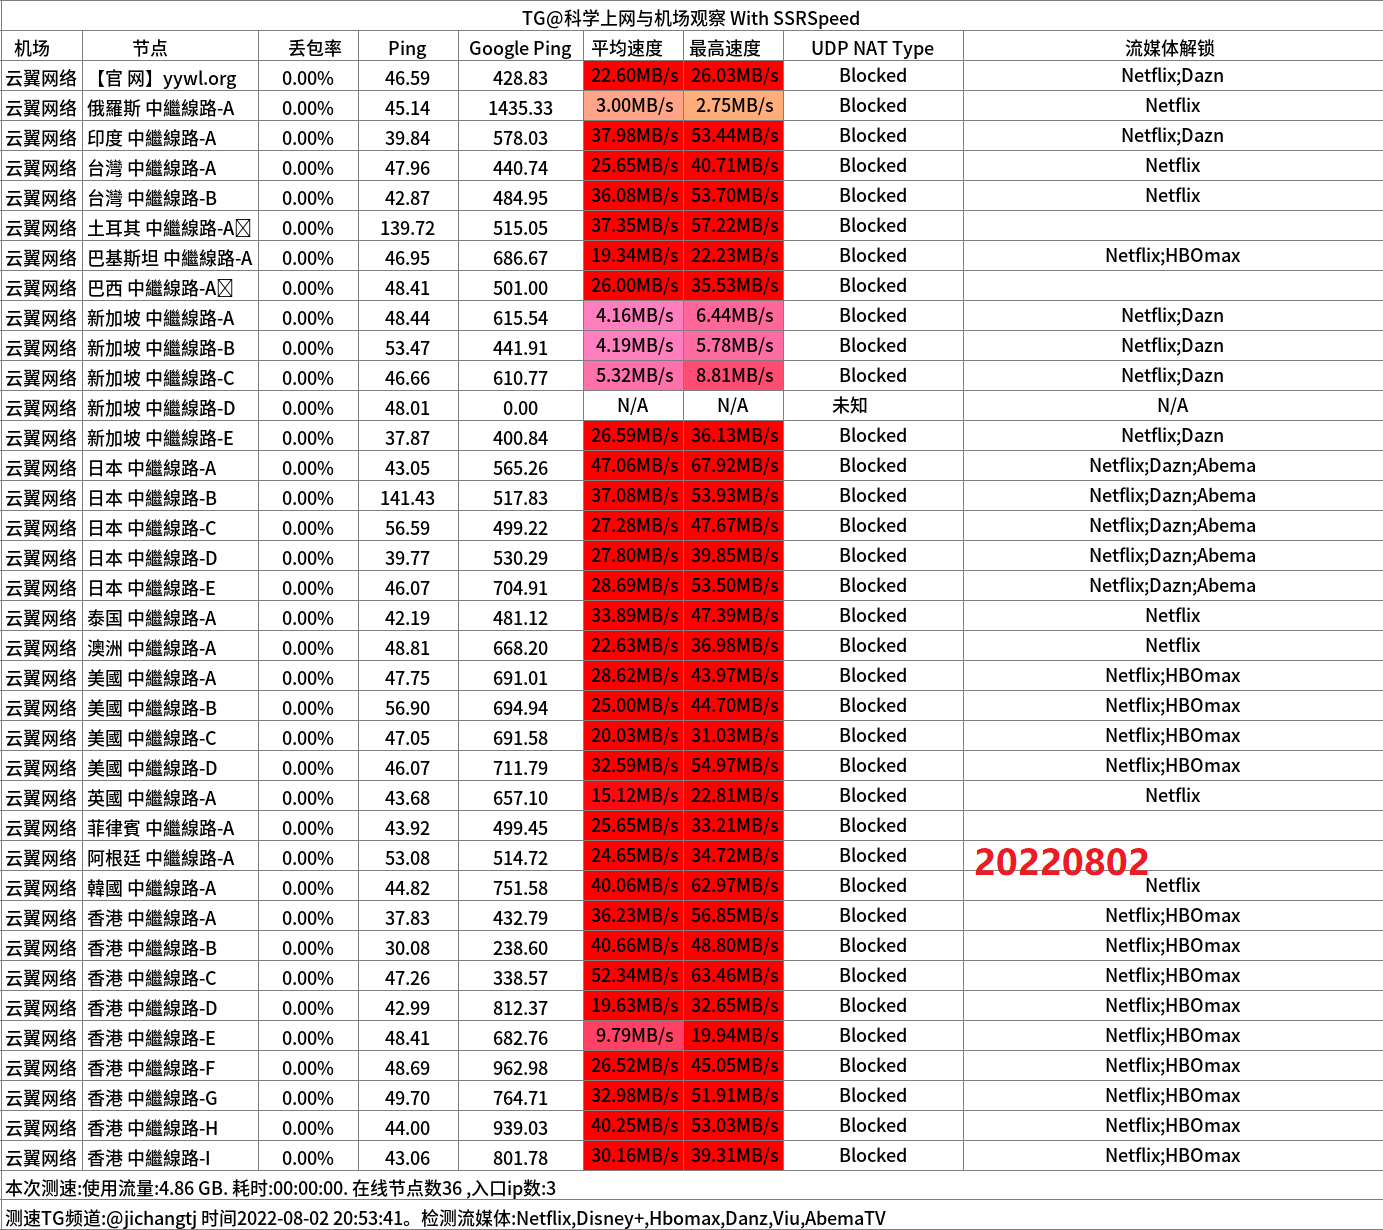 TG@科学上网与机场观察 With SSRSpeed
机场 节点 丢包率 Ping Google Ping 平均速度 最高速度 UDP NAT Type 流媒体解锁
云翼网络 【官 网】yywl.org 0.00% 46.59 428.83 22.60MB/s 26.03MB/s Blocked Netflix;Dazn
云翼网络 俄羅斯 中繼線路-A 0.00% 45.14 1435.33 3.00MB/s 2.75MB/s Blocked Netflix
云翼网络 印度 中繼線路-A 0.00% 39.84 578.03 37.98MB/s 53.44MB/s Blocked Netflix;Dazn
云翼网络 台灣 中繼線路-A 0.00% 47.96 440.74 25.65MB/s 40.71MB/s Blocked Netflix
云翼网络 台灣 中繼線路-B 0.00% 42.87 484.95 36.08MB/s 53.70MB/s Blocked Netflix
云翼网络 土耳其 中繼線路-A 0.00% 139.72 515.05 37.35MB/s 57.22MB/s Blocked
云翼网络 巴基斯坦 中繼線路-A 0.00% 46.95 686.67 19.34MB/s 22.23MB/s Blocked Netflix;HBOmax
云翼网络 巴西 中繼線路-A 0.00% 48.41 501.00 26.00MB/s 35.53MB/s Blocked
云翼网络 新加坡 中繼線路-A 0.00% 48.44 615.54 4.16MB/s 6.44MB/s Blocked Netflix;Dazn
云翼网络 新加坡 中繼線路-B 0.00% 53.47 441.91 4.19MB/s 5.78MB/s Blocked Netflix;Dazn
云翼网络 新加坡 中繼線路-C 0.00% 46.66 610.77 5.32MB/s 8.81MB/s Blocked Netflix;Dazn
云翼网络 新加坡 中繼線路-D 0.00% 48.01 0.00 N/A N/A 未知 N/A
云翼网络 新加坡 中繼線路-E 0.00% 37.87 400.84 26.59MB/s 36.13MB/s Blocked Netflix;Dazn
云翼网络 日本 中繼線路-A 0.00% 43.05 565.26 47.06MB/s 67.92MB/s Blocked Netflix;Dazn;Abema
云翼网络 日本 中繼線路-B 0.00% 141.43 517.83 37.08MB/s 53.93MB/s Blocked Netflix;Dazn;Abema
云翼网络 日本 中繼線路-C 0.00% 56.59 499.22 27.28MB/s 47.67MB/s Blocked Netflix;Dazn;Abema
云翼网络 日本 中繼線路-D 0.00% 39.77 530.29 27.80MB/s 39.85MB/s Blocked Netflix;Dazn;Abema
云翼网络 日本 中繼線路-E 0.00% 46.07 704.91 28.69MB/s 53.50MB/s Blocked Netflix;Dazn;Abema
云翼网络 泰国 中繼線路-A 0.00% 42.19 481.12 33.89MB/s 47.39MB/s Blocked Netflix
云翼网络 澳洲 中繼線路-A 0.00% 48.81 668.20 22.63MB/s 36.98MB/s Blocked Netflix
云翼网络 美國 中繼線路-A 0.00% 47.75 691.01 28.62MB/s 43.97MB/s Blocked Netflix;HBOmax
云翼网络 美國 中繼線路-B 0.00% 56.90 694.94 25.00MB/s 44.70MB/s Blocked Netflix;HBOmax
云翼网络 美國 中繼線路-C 0.00% 47.05 691.58 20.03MB/s 31.03MB/s Blocked Netflix;HBOmax
云翼网络 美國 中繼線路-D 0.00% 46.07 711.79 32.59MB/s 54.97MB/s Blocked Netflix;HBOmax
云翼网络 英國 中繼線路-A 0.00% 43.68 657.10 15.12MB/s 22.81MB/s Blocked Netflix
云翼网络 菲律賓 中繼線路-A 0.00% 43.92 499.45 25.65MB/s 33.21MB/s Blocked
云翼网络 阿根廷 中繼線路-A 0.00% 53.08 514.72 24.65MB/s 34.72MB/s Blocked
20220802
云翼网络 韓國 中繼線路-A 0.00% 44.82 751.58 40.06MB/s 62.97MB/s Blocked Netflix
云翼网络 香港 中繼線路-A 0.00% 37.83 432.79 36.23MB/s 56.85MB/s Blocked Netflix;HBOmax
云翼网络 香港 中繼線路-B 0.00% 30.08 238.60 40.66MB/s 48.80MB/s Blocked Netflix;HBOmax
云翼网络 香港 中繼線路-C 0.00% 47.26 338.57 52.34MB/s 63.46MB/s Blocked Netflix;HBOmax
云翼网络 香港 中繼線路-D 0.00% 42.99 812.37 19.63MB/s 32.65MB/s Blocked Netflix;HBOmax
云翼网络 香港 中繼線路-E 0.00% 48.41 682.76 9.79MB/s 19.94MB/s Blocked Netflix;HBOmax
云翼网络 香港 中繼線路-F 0.00% 48.69 962.98 26.52MB/s 45.05MB/s Blocked Netflix;HBOmax
云翼网络 香港 中繼線路-G 0.00% 49.70 764.71 32.98MB/s 51.91MB/s Blocked Netflix;HBOmax
云翼网络 香港 中繼線路-H 0.00% 44.00 939.03 40.25MB/s 53.03MB/s Blocked Netflix;HBOmax
云翼网络 香港 中繼線路-I 0.00% 43.06 801.78 30.16MB/s 39.31MB/s Blocked Netflix;HBOmax
本次测速:使用流量:4.86 GB. 耗时:00:00:00. 在线节点数36 ,入口ip数:3
测速TG频道:@jichangtj 时间2022-08-02 20:53:41。检测流媒体:Netflix,Disney+,Hbomax,Danz,Viu,AbemaTV